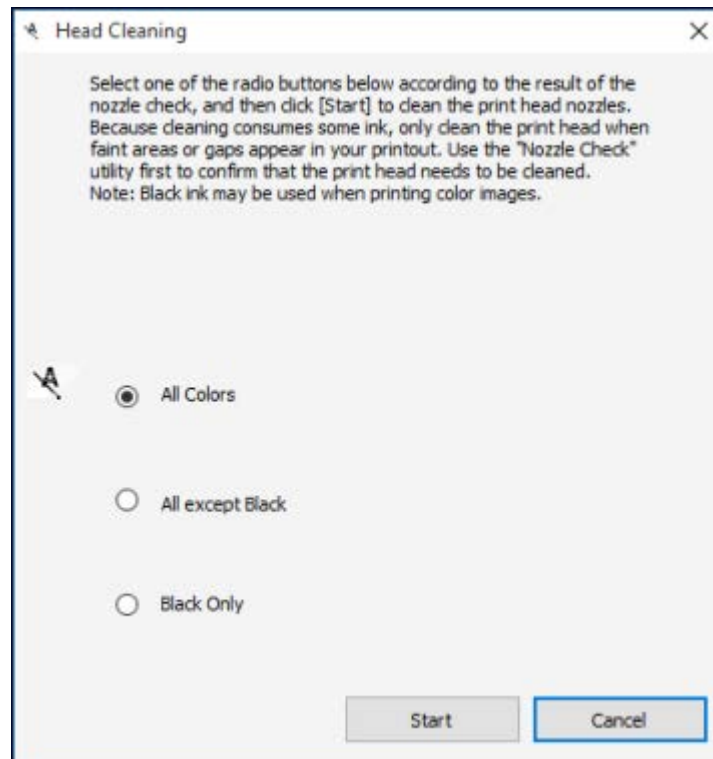 Head Cleaning
Select one of the radio buttons below according to the result of the
nozzle check, and then click [Start] to clean the print head nozzles.
Because cleaning consumes some ink, only clean the print head when
faint areas or gaps appear in your printout. Use the "Nozzle Check"
utility first to confirm that the print head needs to be cleaned.
Note: Black ink may be used when printing color images.
All Colors
All except Black
Black Only
Start Cancel